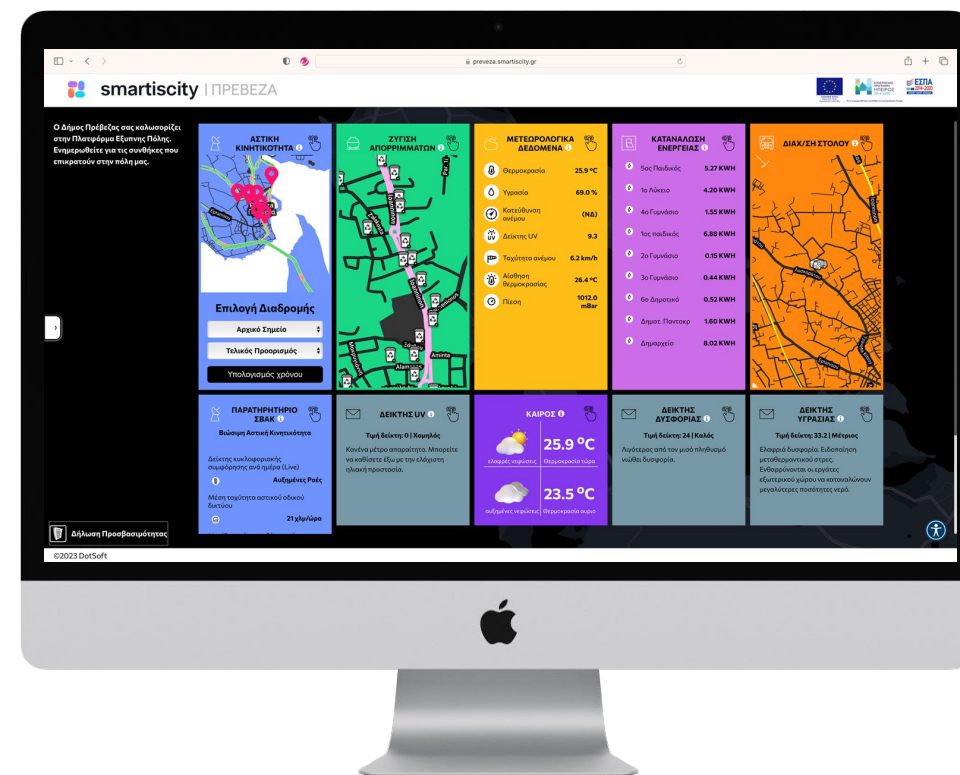 preveza.smartiscity.gr
smartiscity | ΠΡΕΒΕΖΑ
ΕΣΠΑ
2014-2020
Ο Δήμος Πρέβεζας σας καλωσορίζει
στην Πλατφόρμα Εξυπνης Πόλης.
Ενημερωθείτε για τις συνθήκες που
επικρατούν στην πόλη μας.
ΑΣΤΙΚΗ
ΚΙΝΗΤΙΚΟΤΗΤΑ
Επιλογή Διαδρομής
Αρχικό Σημείο
Τελικός Προορισμός
Υπολογισμός χρόνου
ΖΥΓΙΣΗ
ΑΠΟΡΡΙΜΜΑΤΩΝ
Aminta
ΜΕΤΕΩΡΟΛΟΓΙΚΑ
ΔΕΔΟΜΕΝΑ
Θερμοκρασία 25.9 °C
Υγρασία 69.0 %
Κατεύθυνση
ανέμου (ΝΔ)
Δείκτης UV 9.3
Ταχύτητα ανέμου 6.2 km/h
Αίσθηση
θερμοκρασίας 26.4 °C
Πίεση 1012.0
mBar
ΚΑΤΑΝΑΛΩΣΗ
ΕΝΕΡΓΕΙΑΣ
5ος Παιδικός 5.27 KWH
1ο Λύκειο 4.20 KWH
4ο Γυμνάσιο 1.55 KWH
1ος παιδικός 6.88 KWH
2ο Γυμνάσιο 0.15 KWH
3ο Γυμνάσιο 0.44 KWH
6ο Δημοτικό 0.52 KWH
Δημοτ. Παντοκρ 1.60 KWH
Δημαρχείο 8.02 KWH
ΔΙΑΧ/ΣΗ ΣΤΟΛΟΥ
ΠΑΡΑΤΗΡΗΤΗΡΙΟ
ΣΒΑΚ
Βιώσιμη Αστική Κινητικότητα
Δείκτης κυκλοφοριακής
συμφόρησης ανά ημέρα (Live)
Αυξημένες Ροές
Μέση ταχύτητα αστικού οδικού
δικτύου
21 χλμ/ώρα
ΔΕΙΚΤΗΣ UV
Τιμή δείκτη: 0 | Χαμηλός
Κανένα μέτρο απαραίτητο. Μπορείτε
να καθίσετε έξω με την ελάχιστη
ηλιακή προστασία.
ΚΑΙΡΟΣ
25.9 °C
ελαφρές νεφώσεις Θερμοκρασία τώρα
23.5 °C
αυξημένες νεφώσεις Θερμοκρασία αυριο
ΔΕΙΚΤΗΣ
ΔΥΣΦΟΡΙΑΣ
Τιμή δείκτη: 24 | Καλός
Λιγότερος από τον μισό πληθυσμό
νιώθει δυσφορία.
ΔΕΙΚΤΗΣ
ΥΓΡΑΣΙΑΣ
Τιμή δείκτη: 33.2 | Μέτριος
Ελαφριά δυσφορία. Ειδοποίηση
μεταθερμαντικού στρες.
Ενθαρρύνονται οι εργάτες
εξωτερικού χώρου να καταναλώνουν
μεγαλύτερες ποσότητες νερό.
Δήλωση Προσβασιμότητας
©2023 DotSoft